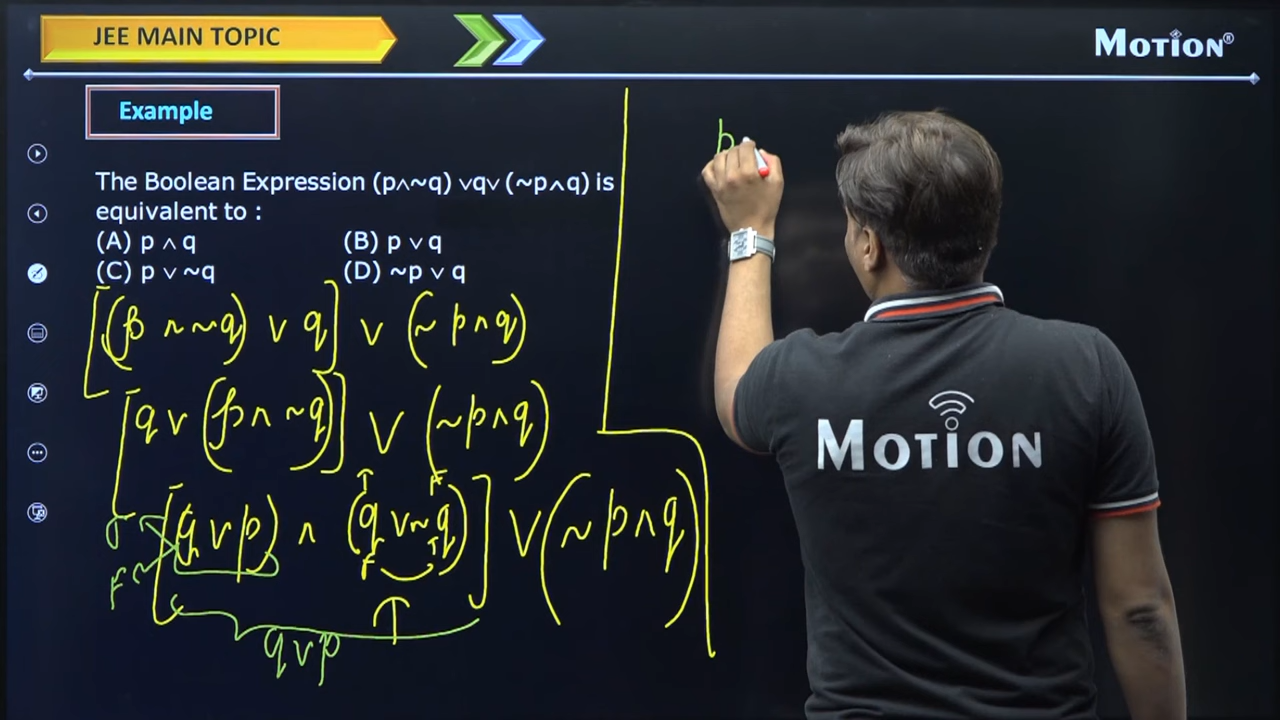 JEE MAIN TOPIC
MOTION®
Example
The Boolean Expression (p∧~q) ∨q∨ (~p∧q) is
equivalent to :
(A) p ∧ q (B) p ∨ q
(C) p ∨ ~q (D) ~p ∨ q
[(p ∧ ~q) ∨ q] ∨ (~p∧q)
[q ∨ (p ∧ ~q)] ∨ (~p∧q)
T F
[(q ∨ p) ∧ (q ∨ ~q)] ∨ (~p∧q)
F T
T
q∨p
p
MOTION